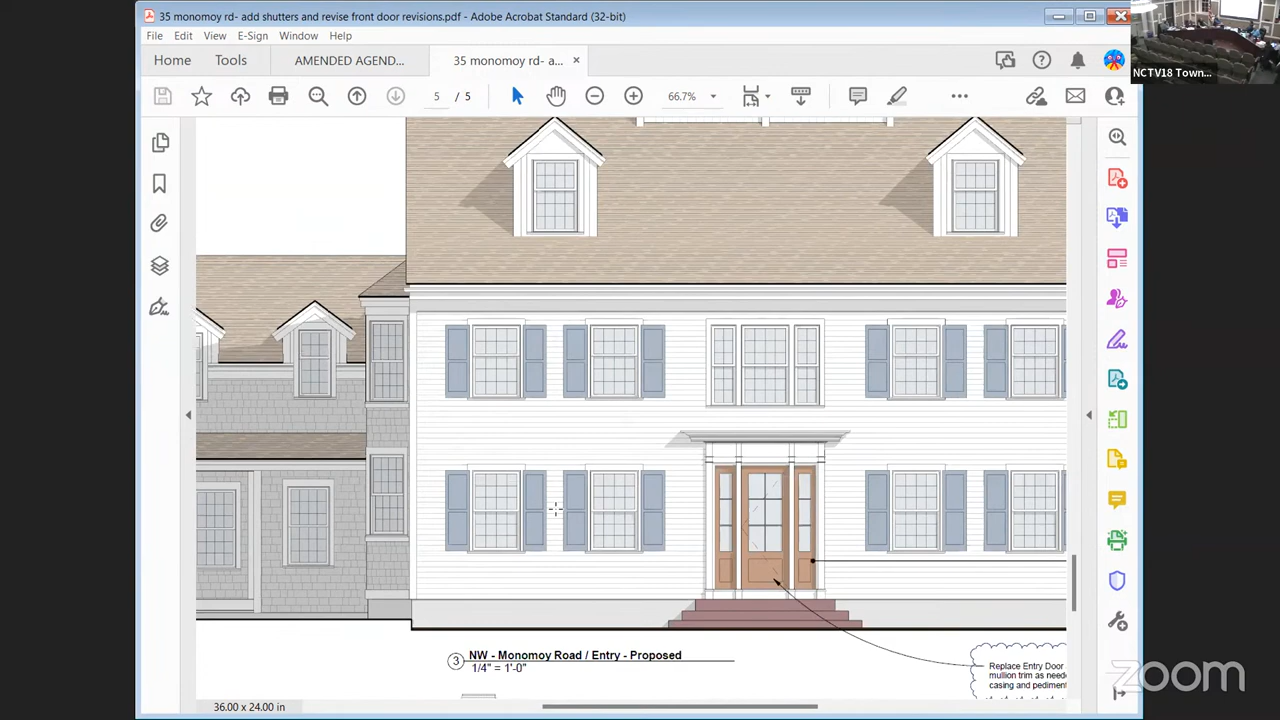 35 monomoy rd- add shutters and revise front door revisions.pdf - Adobe Acrobat Standard (32-bit)
File Edit View E-Sign Window Help
Home Tools AMENDED AGEND... 35 monomoy rd- a... ×
5 / 5 66.7%
NCTV18 Town...
3 NW - Monomoy Road / Entry - Proposed
1/4" = 1'-0"
Replace Entry Door
mullion trim as need
casing and pediment
36.00 x 24.00 in
zoom